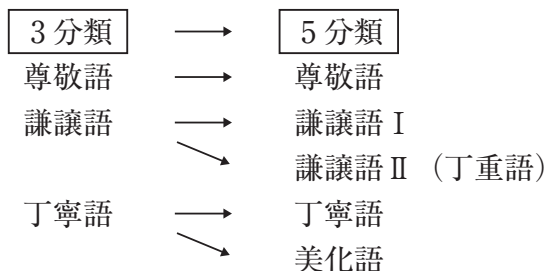 3分類 → 5分類
尊敬語 → 尊敬語
謙譲語 → 謙譲語Ⅰ
謙譲語Ⅱ (丁重語)
丁寧語 → 丁寧語
美化語